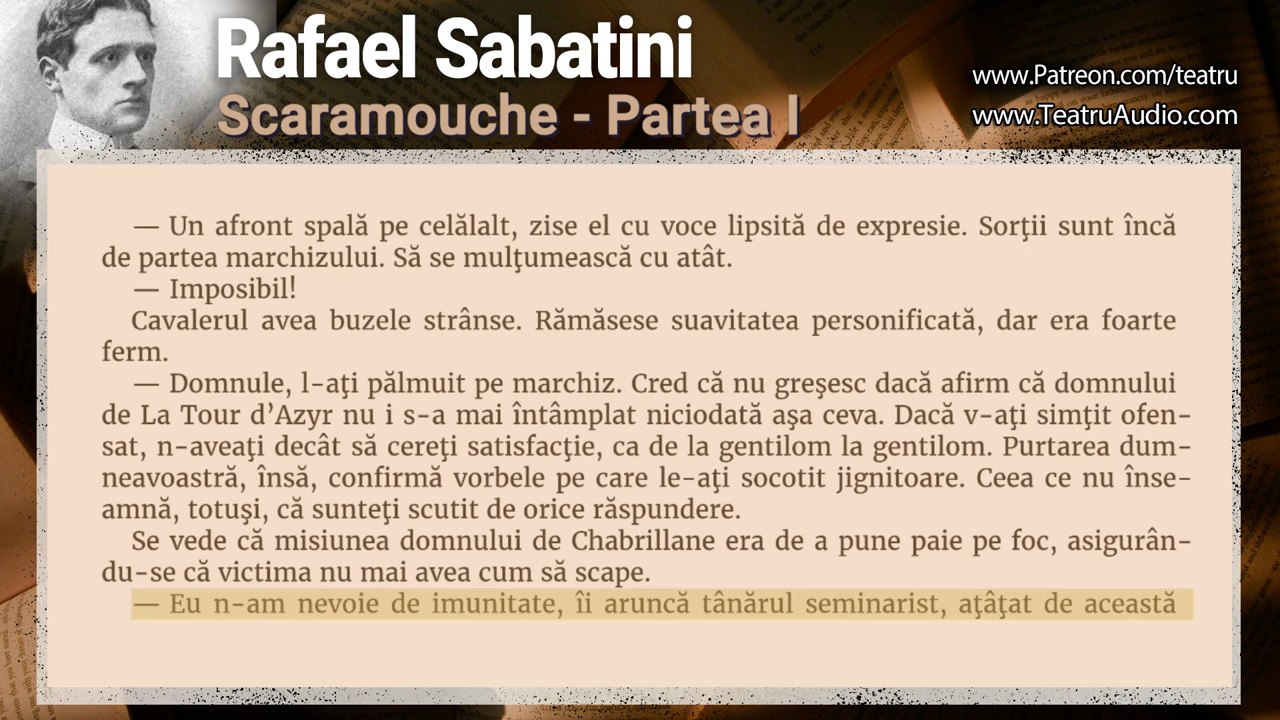 Rafael Sabatini
Scaramouche - Partea I
www.Patreon.com/teatru
www.TeatruAudio.com
— Un afront spală pe celălalt, zise el cu voce lipsită de expresie. Sorţii sunt încă
de partea marchizului. Să se mulţumească cu atât.
— Imposibil!
Cavalerul avea buzele strânse. Rămăsese suavitatea personificată, dar era foarte
ferm.
— Domnule, l-aţi pălmuit pe marchiz. Cred că nu greşesc dacă afirm că domnului
de La Tour d’Azyr nu i s-a mai întâmplat niciodată aşa ceva. Dacă v-aţi simţit ofen-
sat, n-aveaţi decât să cereţi satisfacţie, ca de la gentilom la gentilom. Purtarea dum-
neavoastră, însă, confirmă vorbele pe care le-aţi socotit jignitoare. Ceea ce nu înse-
amnă, totuşi, că sunteţi scutit de orice răspundere.
Se vede că misiunea domnului de Chabrillane era de a pune paie pe foc, asigurân-
du-se că victima nu mai avea cum să scape.
— Eu n-am nevoie de imunitate, îi aruncă tânărul seminarist, aţâţat de această